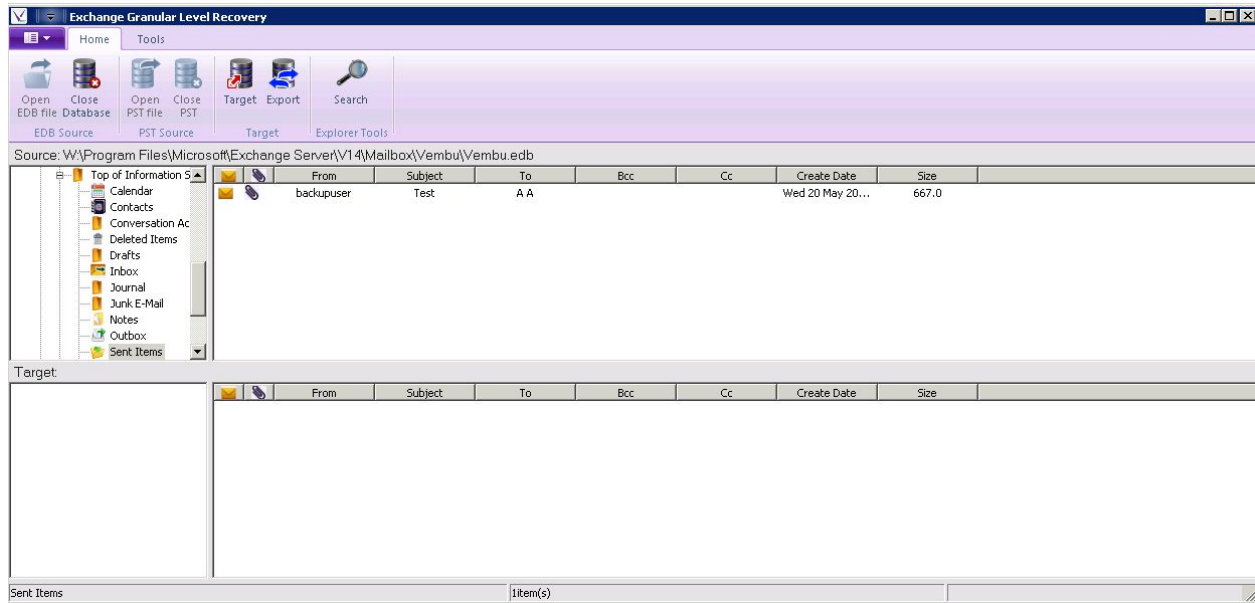 Exchange Granular Level Recovery
Home Tools
Open EDB file Close Database Open PST file Close PST Target Export Search
EDB Source PST Source Target Explorer Tools
Source: W:\Program Files\Microsoft\Exchange Server\V14\Mailbox\Vembu\Vembu.edb
Top of Information S From Subject To Bcc Cc Create Date Size
Calendar backupuser Test A A Wed 20 May 20... 667.0
Contacts
Conversation Ac
Deleted Items
Drafts
Inbox
Journal
Junk E-Mail
Notes
Outbox
Sent Items
Target:
From Subject To Bcc Cc Create Date Size
Sent Items 1item(s)